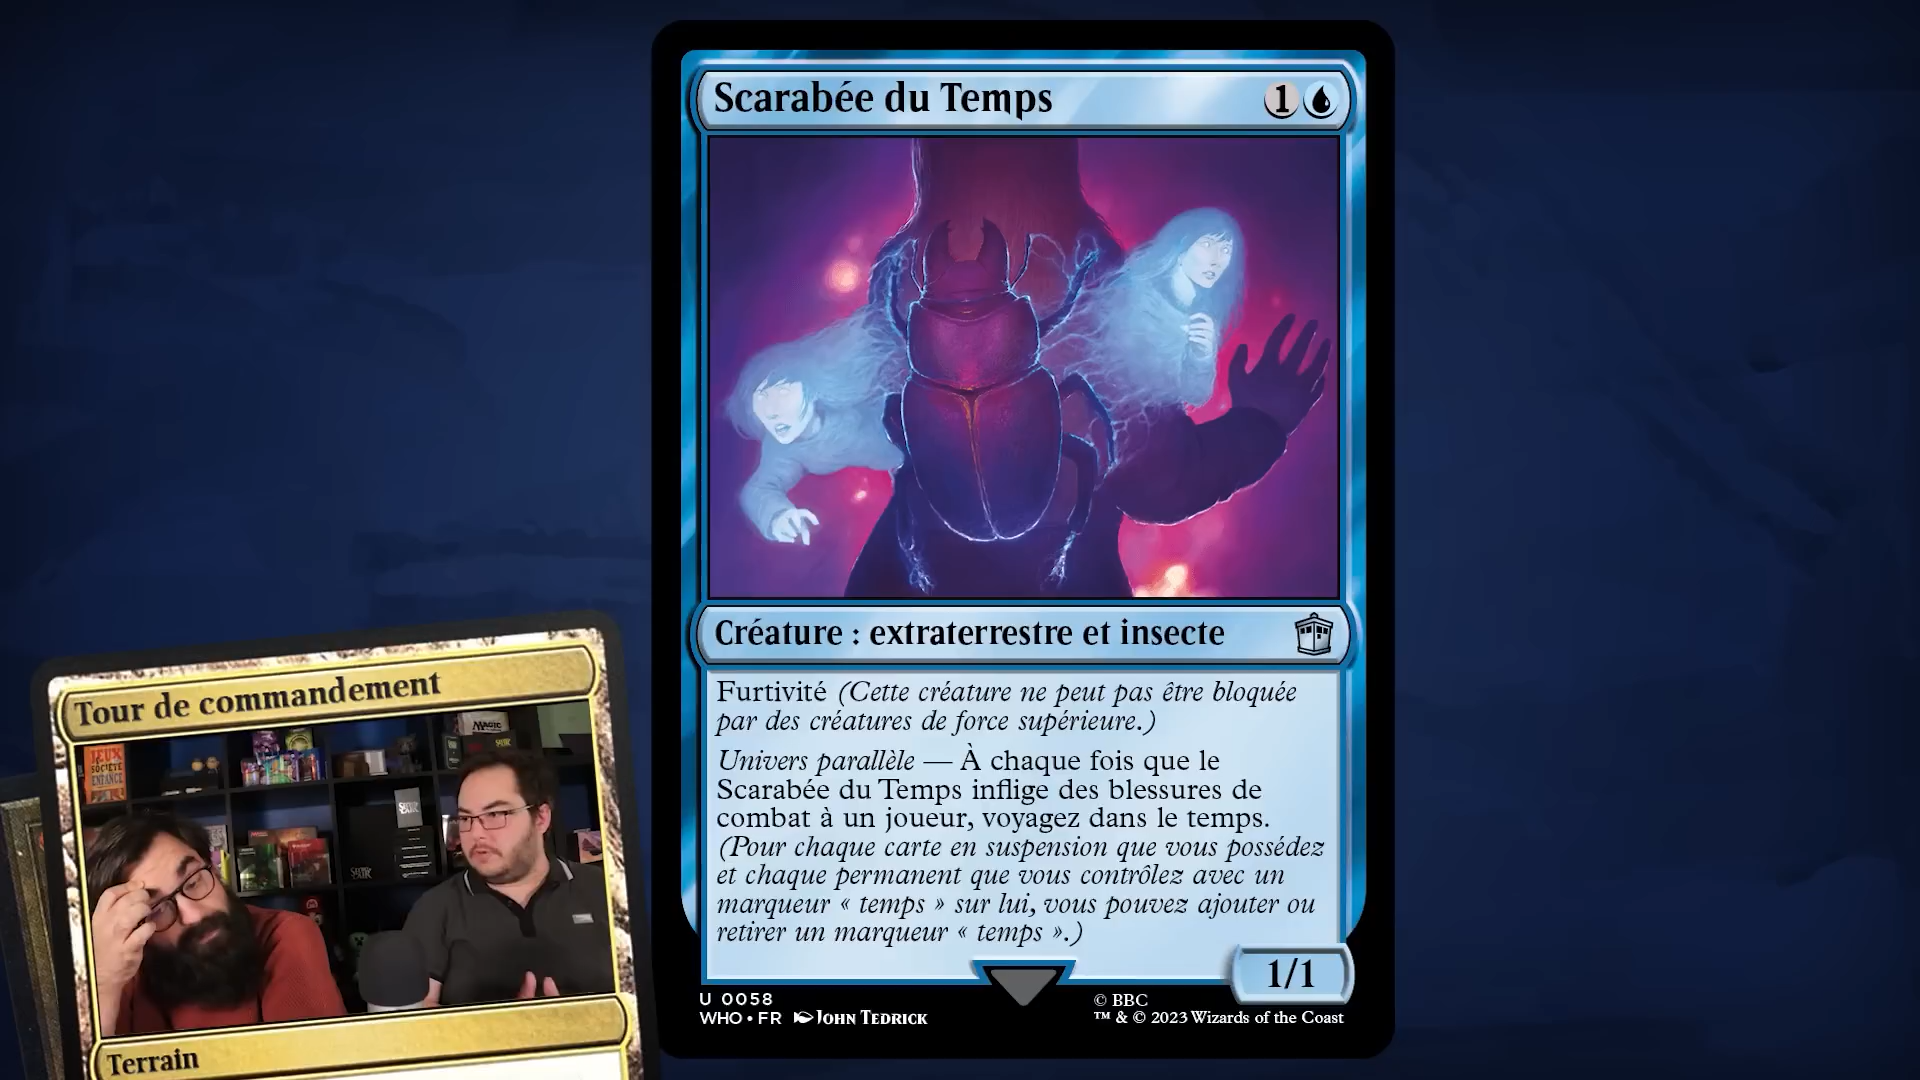 Scarabée du Temps
1
Créature : extraterrestre et insecte
Furtivité (Cette créature ne peut pas être bloquée
par des créatures de force supérieure.)
Univers parallèle — À chaque fois que le
Scarabée du Temps inflige des blessures de
combat à un joueur, voyagez dans le temps.
(Pour chaque carte en suspension que vous possédez
et chaque permanent que vous contrôlez avec un
marqueur « temps » sur lui, vous pouvez ajouter ou
retirer un marqueur « temps ».)
1/1
U 0058
WHO • FR JOHN TEDRICK
© BBC
™ & © 2023 Wizards of the Coast
Tour de commandement
JEUX
SOCIÉTÉ
ENFANCE
MAGIC
Terrain